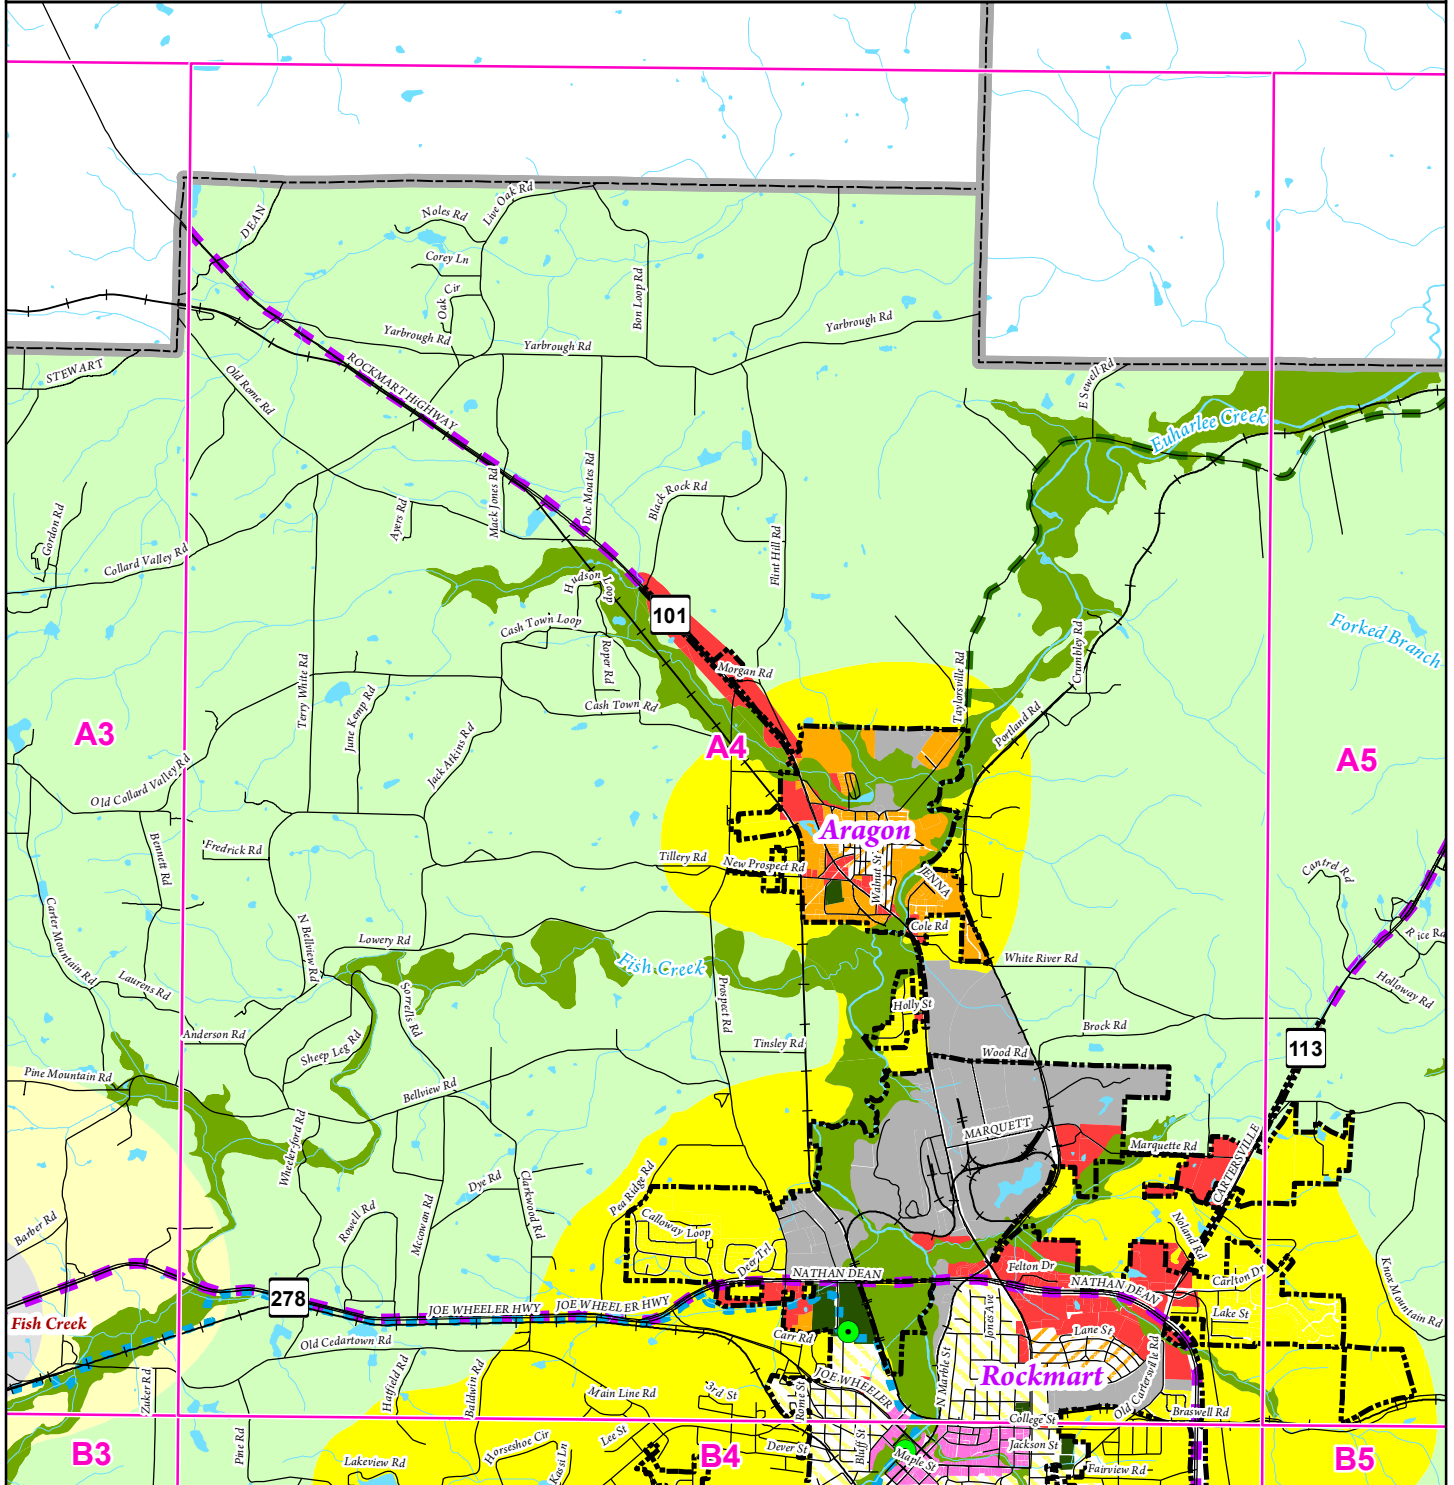 DEAN
Noles Rd
Live Oak Rd
Corey Ln
Oak Cir
Bon Loop Rd
Yarbrough Rd
Yarbrough Rd
Yarbrough Rd
STEWART
Old Rome Rd
ROCKMART HIGHWAY
E Sewell Rd
Euharlee Creek
Gordon Rd
Collard Valley Rd
Ayers Rd
Mack Jones Rd
Doc Moates Rd
Black Rock Rd
Flint Hill Rd
Hudson Loop
101
Cash Town Loop
Roper Rd
Cash Town Rd
Morgan Rd
Terry White Rd
June Kemp Rd
Jack Atkins Rd
Taylorsville Rd
Crumbley Rd
Portland Rd
Forked Branch
A3
A4
A5
Old Collard Valley Rd
Bennett Rd
Fredrick Rd
Tillery Rd
New Prospect Rd
Aragon
Walnut St
JENNA
Cantrel Rd
Rice Rd
Holloway Rd
Carter Mountain Rd
Laurens Rd
N Bellview Rd
Lowery Rd
Fish Creek
Cole Rd
White River Rd
Sorrells Rd
Prospect Rd
Holly St
Anderson Rd
Sheep Leg Rd
Tinsley Rd
Brock Rd
Wood Rd
113
Pine Mountain Rd
Bellview Rd
Wheelerford Rd
MARQUETT
Marquette Rd
CARTERSVILLE
Barber Rd
Rowell Rd
Mccowan Rd
Dye Rd
Clarkwood Rd
Pea Ridge Rd
Calloway Loop
Deer Trl
Noland Rd
Knox Mountain Rd
NATHAN DEAN
Felton Dr
NATHAN DEAN
Carlton Dr
278
JOE WHEELER HWY
JOE WHEELER HWY
Lake St
Fish Creek
Old Cedartown Rd
Carr Rd
Jones Ave
Lane St
Zuker Rd
Hatfield Rd
Baldwin Rd
Main Line Rd
3rd St
Rome St
JOE WHEELER
N Marble St
Rockmart
Old Cartersville Rd
Braswell Rd
College St
B3
Pine Rd
Lakeview Rd
Horseshoe Cir
Kassi Ln
Lee St
B4
Dever St
Bluff St
Maple St
Jackson St
Fairview Rd
B5